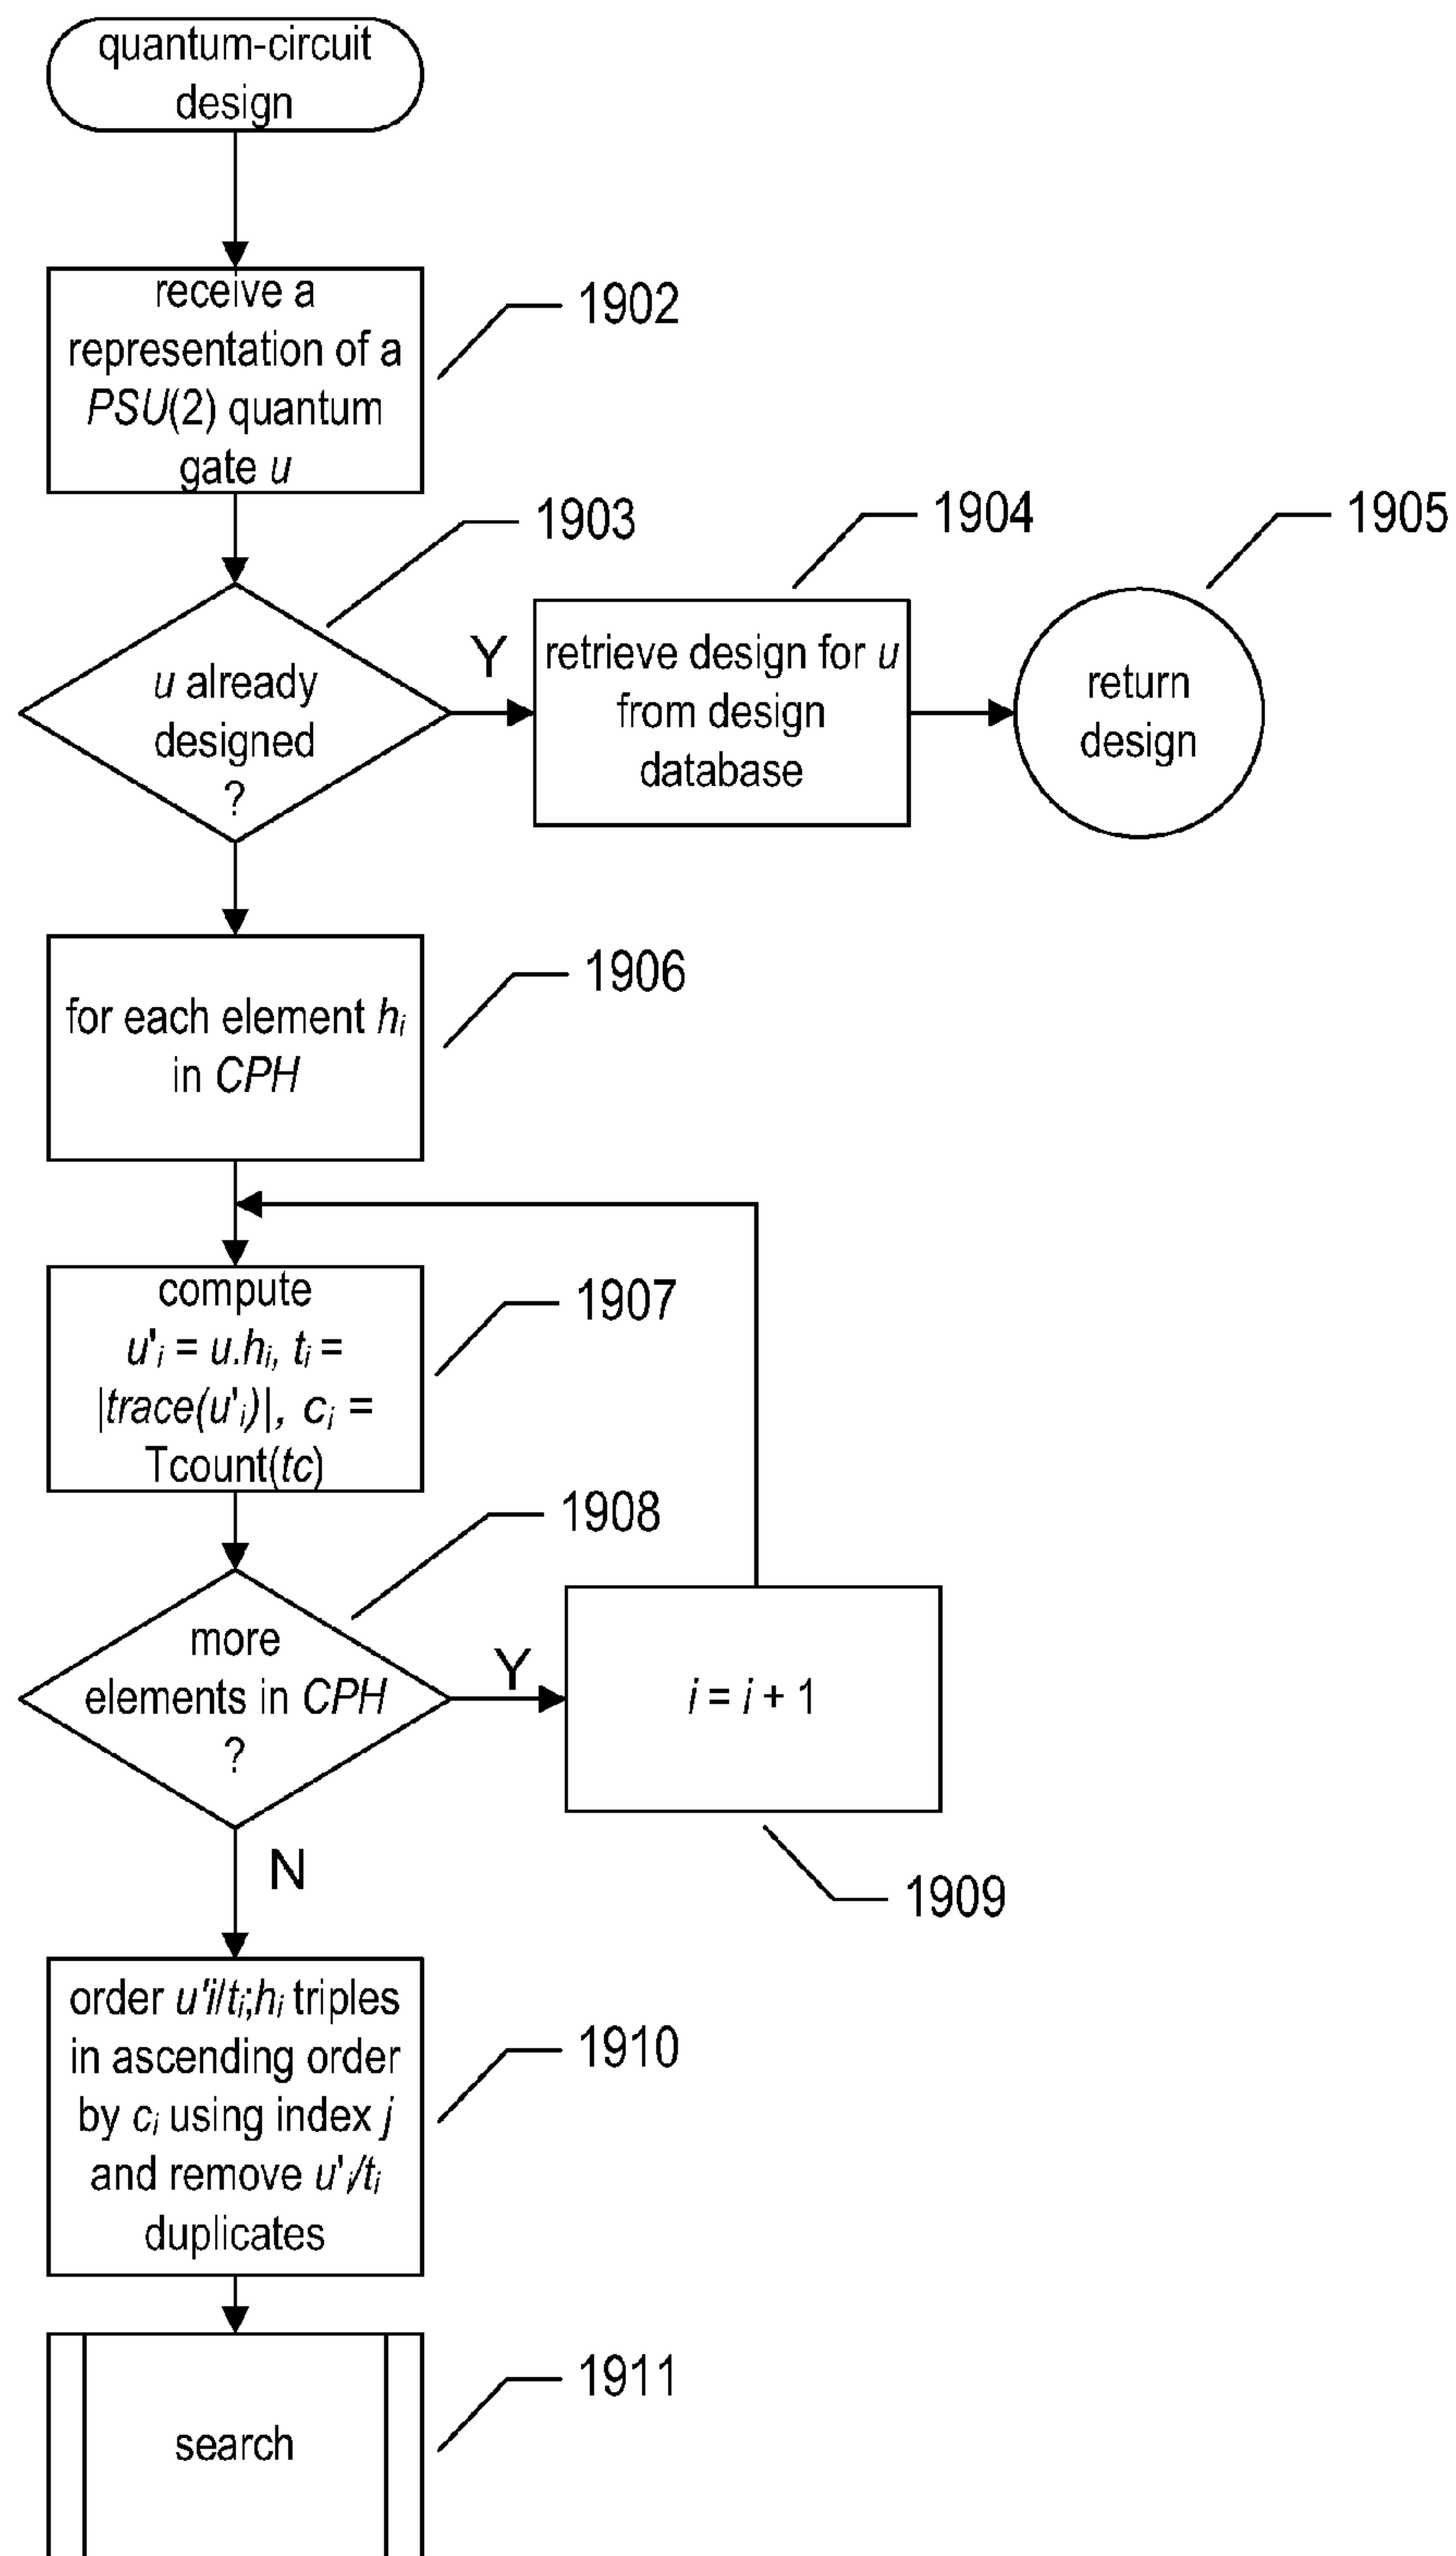 quantum-circuit
design
receive a
representation of a
PSU(2) quantum
gate u
1902
1903
u already
designed
?
Y
1904
retrieve design for u
from design
database
1905
return
design
for each element hi
in CPH
1906
compute
u'i = u.hi, ti =
|trace(u'i)|, ci =
Tcount(tc)
1907
1908
more
elements in CPH
?
Y
i = i + 1
1909
N
order u'i/ti;hi triples
in ascending order
by ci using index j
and remove u'i/ti
duplicates
1910
search
1911